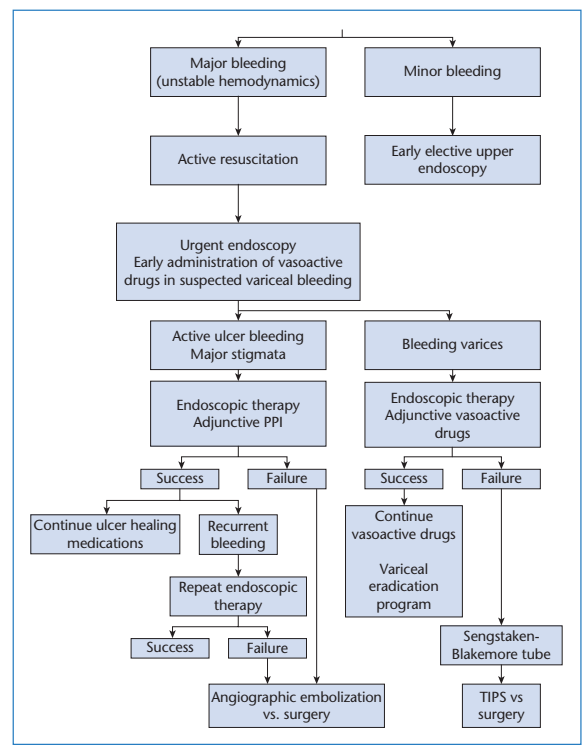 Major bleeding
(unstable hemodynamics)
Minor bleeding
Active resuscitation
Early elective upper
endoscopy
Urgent endoscopy
Early administration of vasoactive
drugs in suspected variceal bleeding
Active ulcer bleeding
Major stigmata
Bleeding varices
Endoscopic therapy
Adjunctive PPI
Endoscopic therapy
Adjunctive vasoactive
drugs
Success
Failure
Success
Failure
Continue ulcer healing
medications
Recurrent
bleeding
Continue
vasoactive drugs
Variceal
eradication
program
Repeat endoscopic
therapy
Success
Failure
Sengstaken-
Blakemore tube
Angiographic embolization
vs. surgery
TIPS vs
surgery